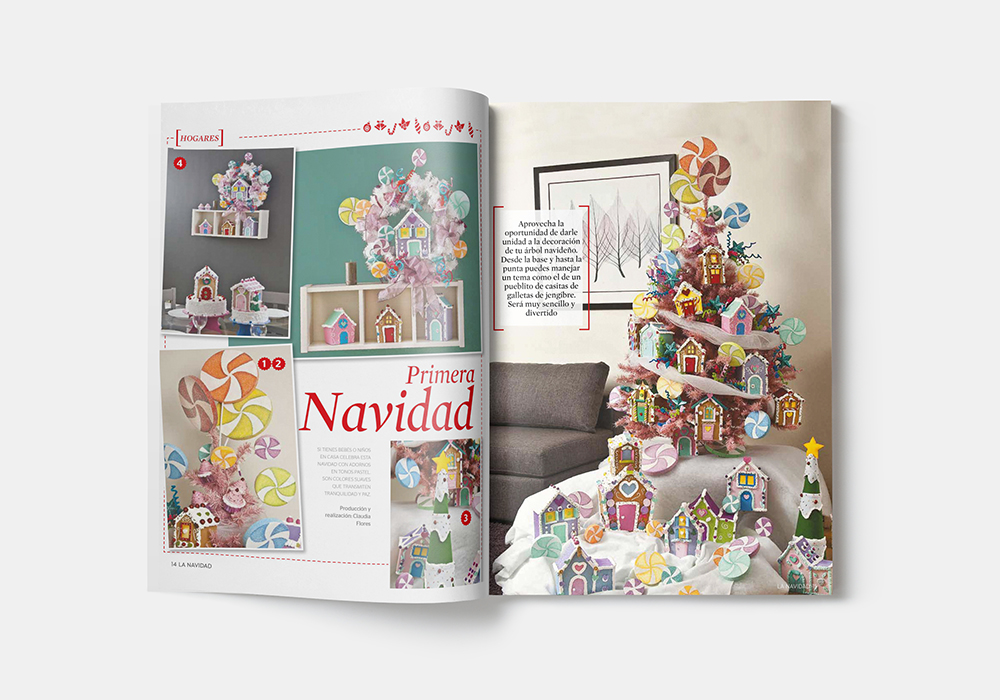 [HOGARES]
4
1 2
Primera
Navidad
SI TIENES BEBÉS O NIÑOS
EN CASA CELEBRA ESTA
NAVIDAD CON ADORNOS
EN TONOS PASTEL.
SON COLORES SUAVES
QUE TRANSMITEN
TRANQUILIDAD Y PAZ.
Producción y
realización: Claudia
Flores
3
14 LA NAVIDAD
Aprovecha la
oportunidad de darle
unidad a la decoración
de tu árbol navideño.
Desde la base y hasta la
punta puedes manejar
un tema como el de un
pueblito de casitas de
galletas de jengibre.
Será muy sencillo y
divertido
LA NAVIDAD